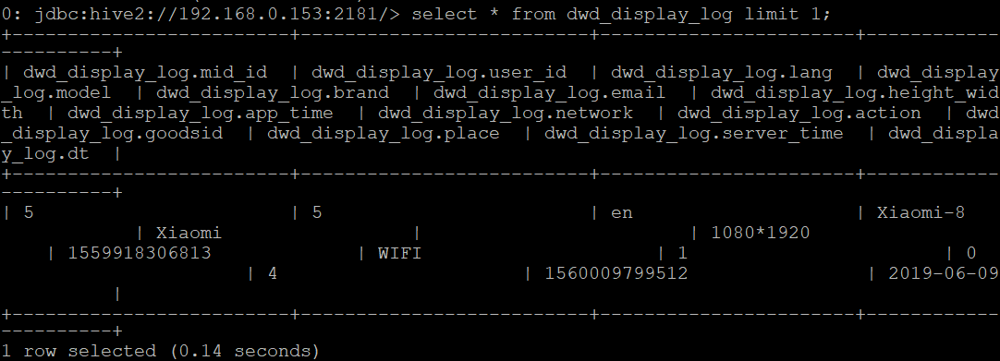 0: jdbc:hive2://192.168.0.153:2181/> select * from dwd_display_log limit 1;
+-------------------------+--------------------------+-----------------------+------------
----------+
| dwd_display_log.mid_id  | dwd_display_log.user_id  | dwd_display_log.lang  | dwd_display
_log.model  | dwd_display_log.brand  | dwd_display_log.email  | dwd_display_log.height_wid
th  | dwd_display_log.app_time  | dwd_display_log.network  | dwd_display_log.action  | dwd
_display_log.goodsid  | dwd_display_log.place  | dwd_display_log.server_time  | dwd_displa
y_log.dt  |
+-------------------------+--------------------------+-----------------------+------------
----------+
| 5                       | 5                        | en                    | Xiaomi-8
            | Xiaomi                 |                        | 1080*1920
    | 1559918306813             | WIFI                     | 1                       | 0
                      | 4                      | 1560009799512                | 2019-06-09
          |
+-------------------------+--------------------------+-----------------------+------------
----------+
1 row selected (0.14 seconds)